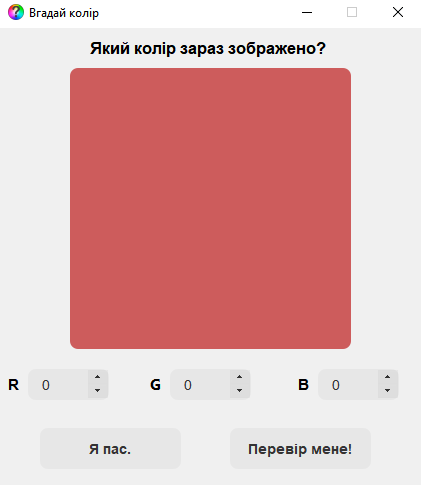 Вгадай колір
Який колір зараз зображено?
R 0 G 0 B 0
Я пас. Перевір мене!